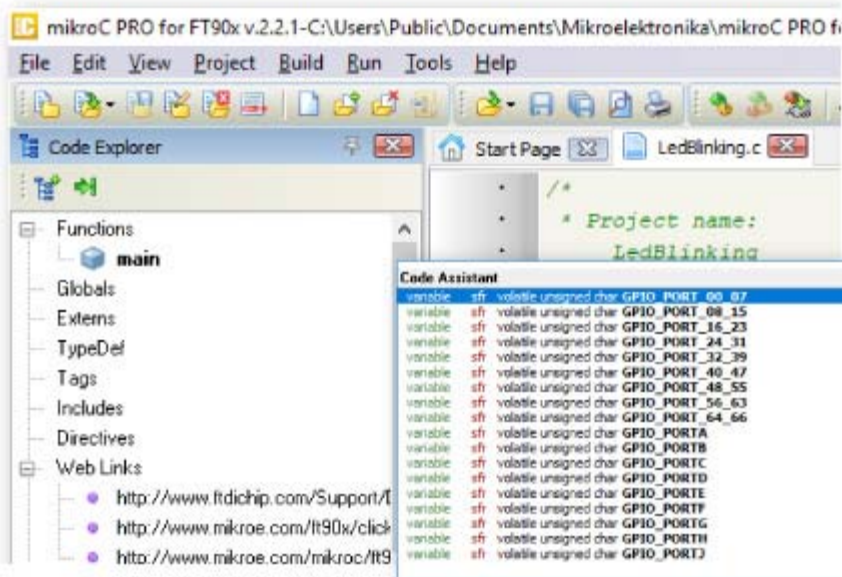 mikroC PRO for FT90x v.2.2.1-C:\Users\Public\Documents\Mikroelektronika\mikroC PRO f
File Edit View Project Build Run Tools Help
Code Explorer
Start Page
LedBlinking.c
/*
* Project name:
LedBlinking
Functions
main
Globals
Externs
TypeDef
Tags
Includes
Directives
Web Links
http://www.ftdichip.com/Support/
http://www.mikroe.com/ft90x/click
http://www.mikroe.com/mikroc/ft9
Code Assistant
variable sfr volatile unsigned char GPIO_PORT_00_07
variable sfr volatile unsigned char GPIO_PORT_08_15
variable sfr volatile unsigned char GPIO_PORT_16_23
variable sfr volatile unsigned char GPIO_PORT_24_31
variable sfr volatile unsigned char GPIO_PORT_32_39
variable sfr volatile unsigned char GPIO_PORT_40_47
variable sfr volatile unsigned char GPIO_PORT_48_55
variable sfr volatile unsigned char GPIO_PORT_56_63
variable sfr volatile unsigned char GPIO_PORT_64_66
variable sfr volatile unsigned char GPIO_PORTA
variable sfr volatile unsigned char GPIO_PORTB
variable sfr volatile unsigned char GPIO_PORTC
variable sfr volatile unsigned char GPIO_PORTD
variable sfr volatile unsigned char GPIO_PORTE
variable sfr volatile unsigned char GPIO_PORTF
variable sfr volatile unsigned char GPIO_PORTG
variable sfr volatile unsigned char GPIO_PORTH
variable sfr volatile unsigned char GPIO_PORTJ